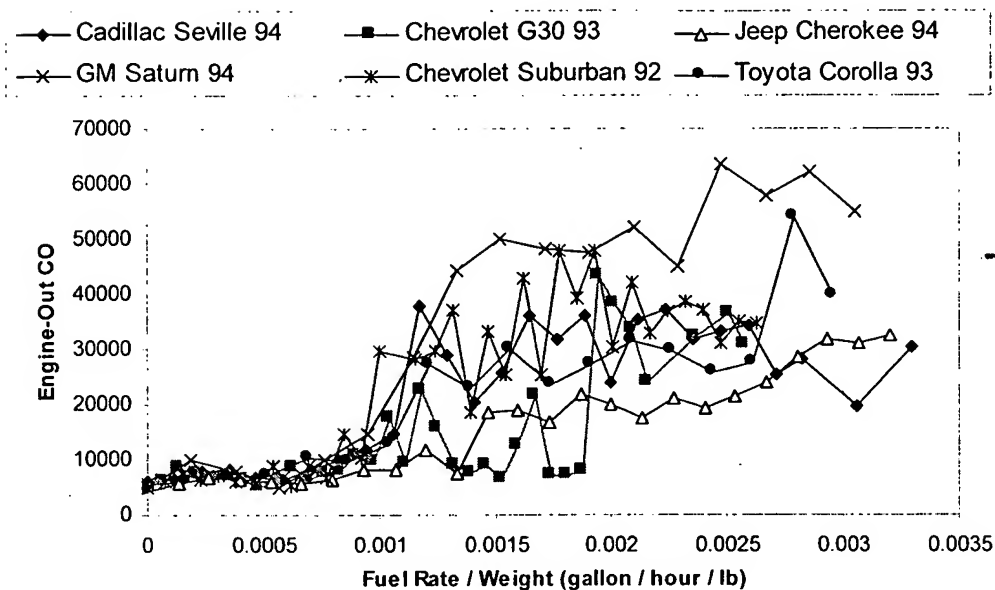 Cadillac Seville 94 Chevrolet G30 93 Jeep Cherokee 94
GM Saturn 94 Chevrolet Suburban 92 Toyota Corolla 93
70000
60000
50000
40000
30000
20000
10000
0
Engine-Out CO
0 0.0005 0.001 0.0015 0.002 0.0025 0.003 0.0035
Fuel Rate / Weight (gallon / hour / lb)